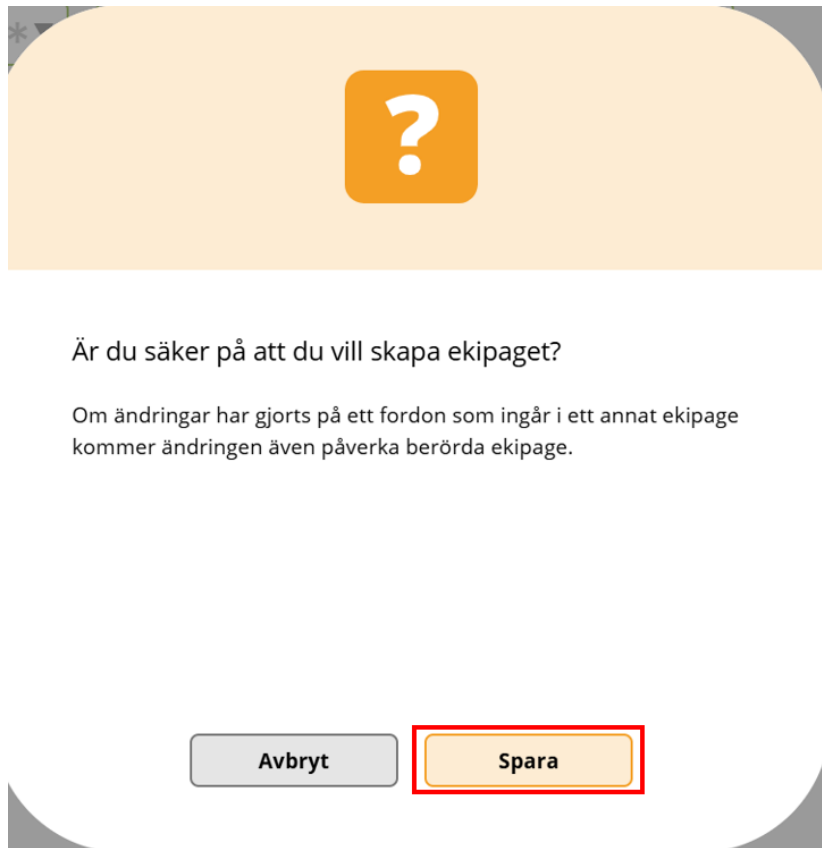 ?
Är du säker på att du vill skapa ekipaget?
Om ändringar har gjorts på ett fordon som ingår i ett annat ekipage
kommer ändringen även påverka berörda ekipage.
Avbryt
Spara